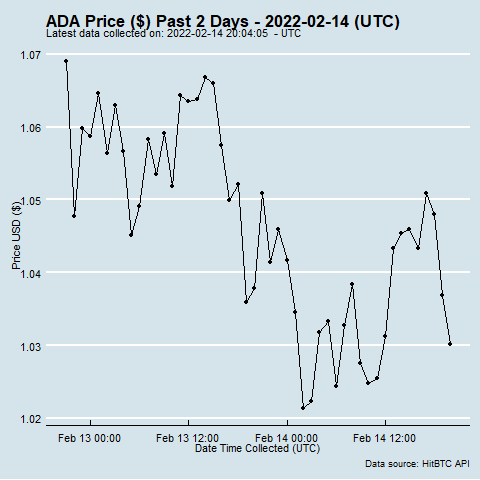 ADA Price ($) Past 2 Days - 2022-02-14 (UTC)
Latest data collected on: 2022-02-14 20:04:05 - UTC
1.07
1.06
1.05
1.04
1.03
1.02
Price USD ($)
Feb 13 00:00
Feb 13 12:00
Feb 14 00:00
Feb 14 12:00
Date Time Collected (UTC)
Data source: HitBTC API